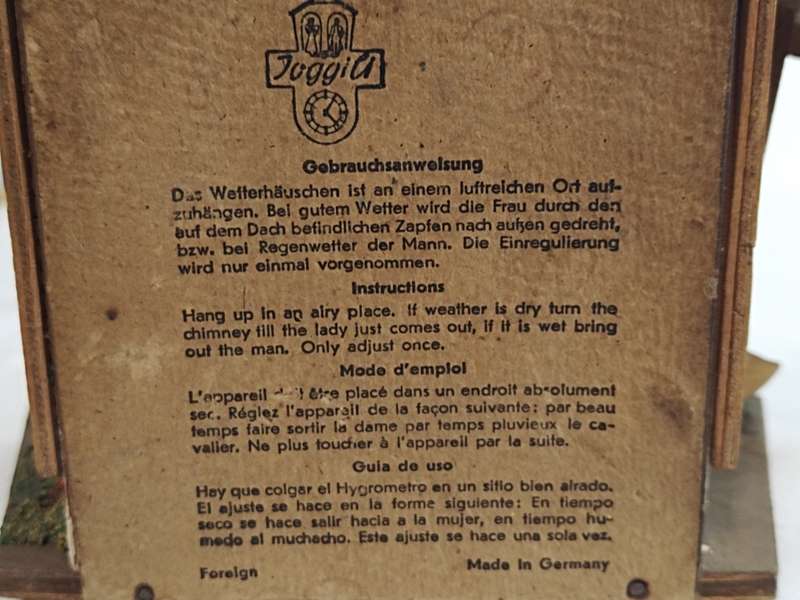 Joggili
Gebrauchsanweisung
Das Wetterhäuschen ist an einem luftreichen Ort auf-
zuhängen. Bei gutem Wetter wird die Frau durch den
auf dem Dach befindlichen Zapfen nach außen gedreht,
bzw. bei Regenwetter der Mann. Die Einregulierung
wird nur einmal vorgenommen.
Instructions
Hang up in an airy place. If weather is dry turn the
chimney till the lady just comes out, if it is wet bring
out the man. Only adjust once.
Mode d'emploi
L'appareil doit être placé dans un endroit absolument
sec. Réglez l'appareil de la façon suivante: par beau
temps faire sortir la dame par temps pluvieux le ca-
valier. Ne plus toucher à l'appareil par la suite.
Guia de uso
Hay que colgar el Hygrometro en un sitio bien airado.
El ajuste se hace en la forme siguiente: En tiempo
seco se hace salir hacia a la mujer, en tiempo hu-
medo al muchacho. Este ajuste se hace una sola vez.
Foreign
Made in Germany